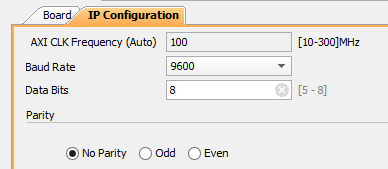 Board IP Configuration
AXI CLK Frequency (Auto) 100 [10-300]MHz
Baud Rate 9600
Data Bits 8 [5 - 8]
Parity
No Parity Odd Even